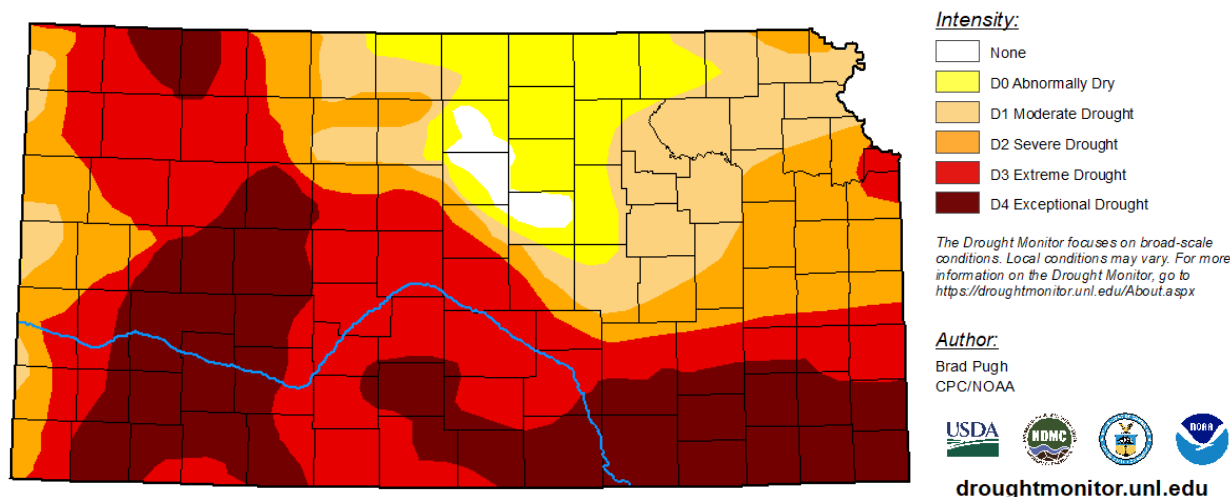 Intensity:
None
D0 Abnormally Dry
D1 Moderate Drought
D2 Severe Drought
D3 Extreme Drought
D4 Exceptional Drought
The Drought Monitor focuses on broad-scale
conditions. Local conditions may vary. For more
information on the Drought Monitor, go to
https://droughtmonitor.unl.edu/About.aspx
Author:
Brad Pugh
CPC/NOAA
USDA
NDMC
NOAA
droughtmonitor.unl.edu